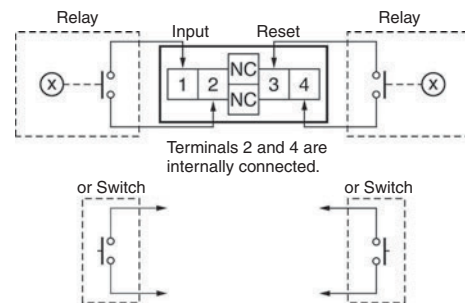 Relay
Input
Reset
Relay
X
1
2
NC
NC
3
4
X
Terminals 2 and 4 are
internally connected.
or Switch
or Switch